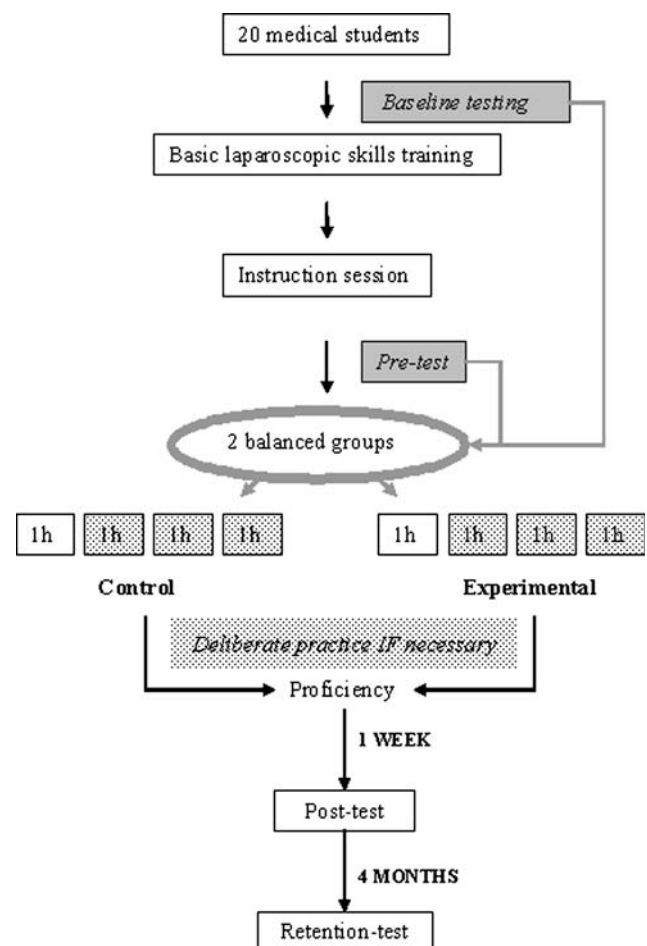 20 medical students
Baseline testing
Basic laparoscopic skills training
Instruction session
Pre-test
2 balanced groups
1h 1h 1h 1h 1h 1h 1h 1h
Control Experimental
Deliberate practice IF necessary
Proficiency
1 WEEK
Post-test
4 MONTHS
Retention-test